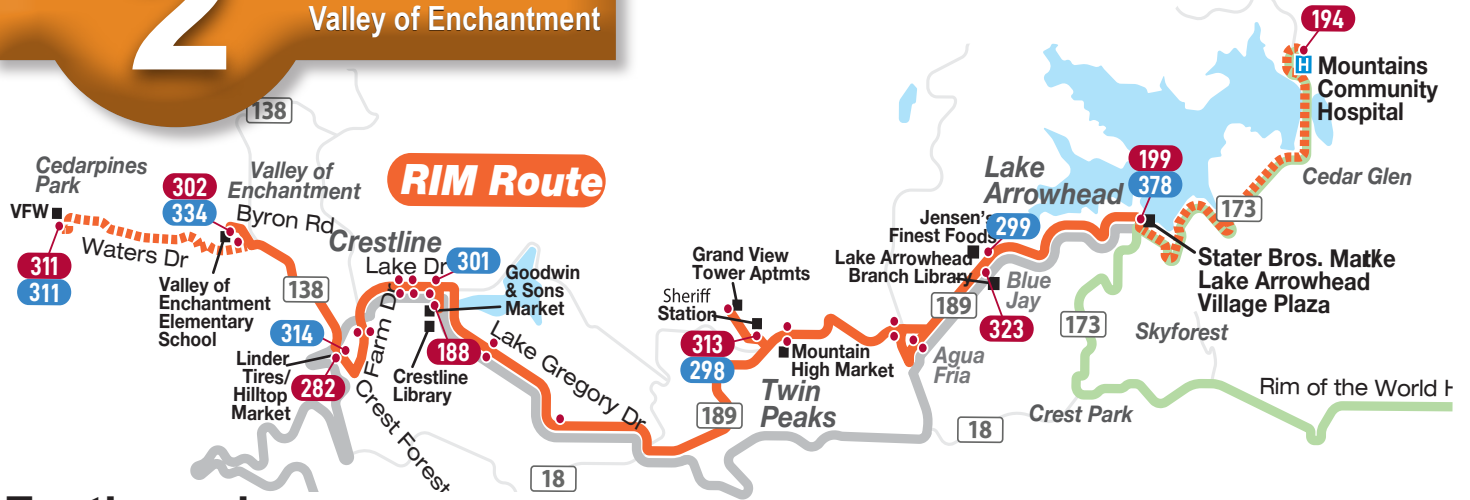 2
Valley of Enchantment
RIM Route
138
Cedarpines
Park
VFW
Waters Dr
311
311
302
334
Valley of
Enchantment
Byron Rd
Valley of
Enchantment
Elementary
School
138
314
Linder
Tires/
Hilltop
Market
282
Crestline
Lake Dr
301
Goodwin
& Sons
Market
Farm Dr
188
Crestline
Library
Crest Forest
Lake Gregory Dr
18
Grand View
Tower Aptmts
Sheriff
Station
313
298
Mountain
High Market
Twin
Peaks
189
Agua
Fria
18
Lake
Arrowhead
Jensen's
Finest Foods
299
Lake Arrowhead
Branch Library
189
Blue
Jay
323
199
378
Stater Bros.
Lake Arrowhead
Village Plaza
173
173
Skyforest
Crest Park
Rim of the World H
Cedar Glen
194
H
Mountains
Community
Hospital